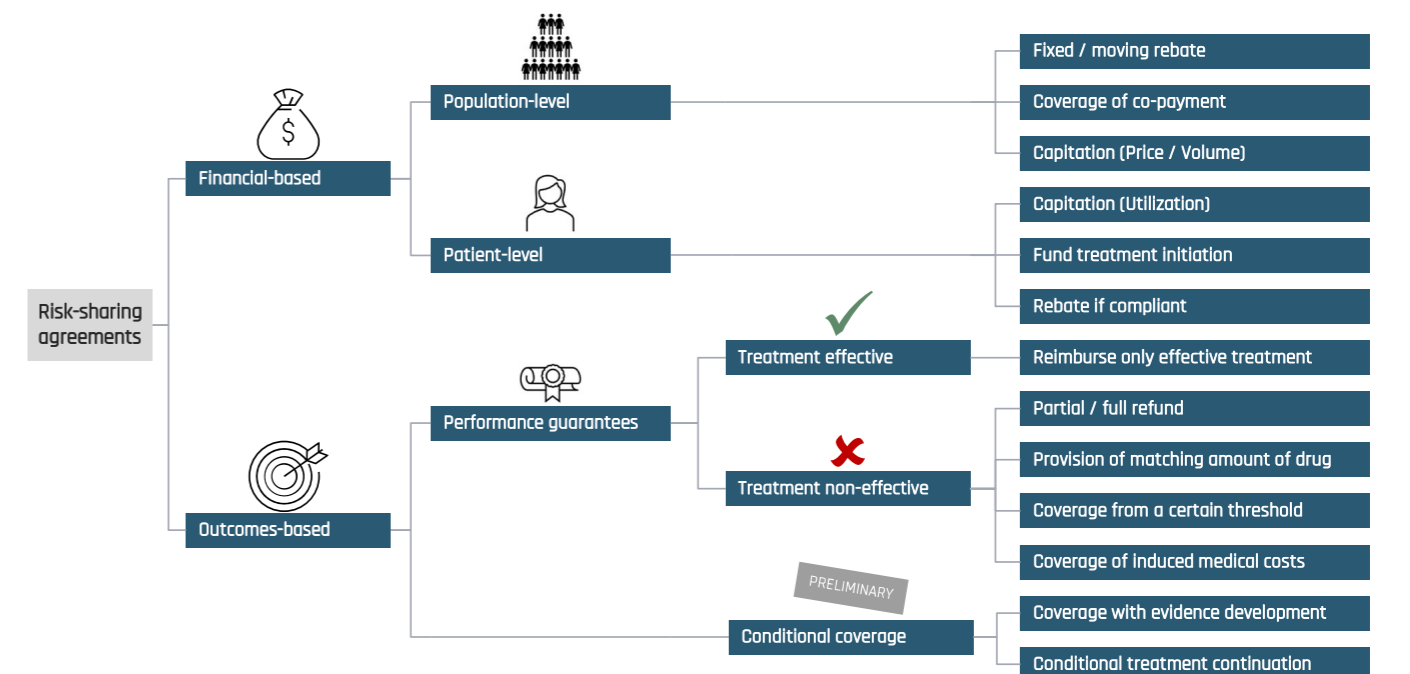 Fixed / moving rebate
Population-level
Coverage of co-payment
$
Capitation (Price / Volume)
Financial-based
Capitation (Utilization)
Patient-level
Fund treatment initiation
Risk-sharing
agreements
Rebate if compliant
Treatment effective
Reimburse only effective treatment
Performance guarantees
Partial / full refund
Provision of matching amount of drug
Treatment non-effective
Coverage from a certain threshold
Outcomes-based
Coverage of induced medical costs
PRELIMINARY
Coverage with evidence development
Conditional coverage
Conditional treatment continuation